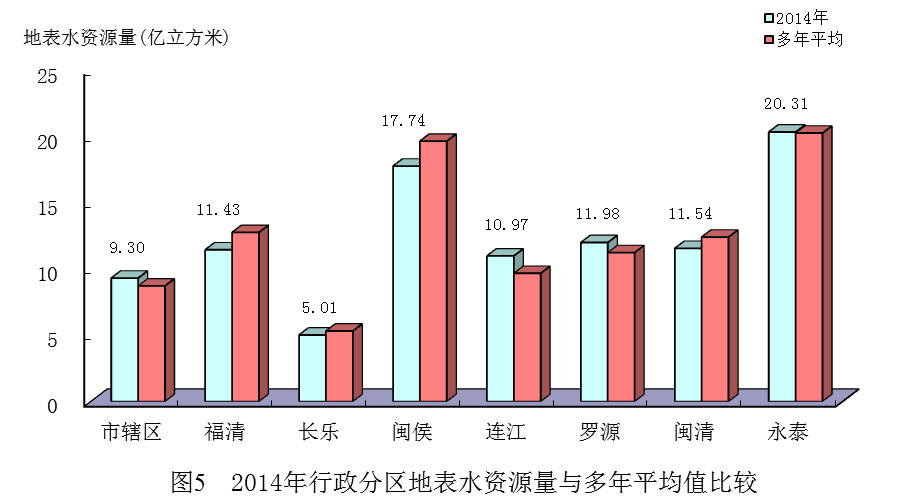 2014年
多年平均
地表水资源量(亿立方米)
25
20
15
10
5
0
9.30
11.43
5.01
17.74
10.97
11.98
11.54
20.31
市辖区 福清 长乐 闽侯 连江 罗源 闽清 永泰
图5 2014年行政分区地表水资源量与多年平均值比较